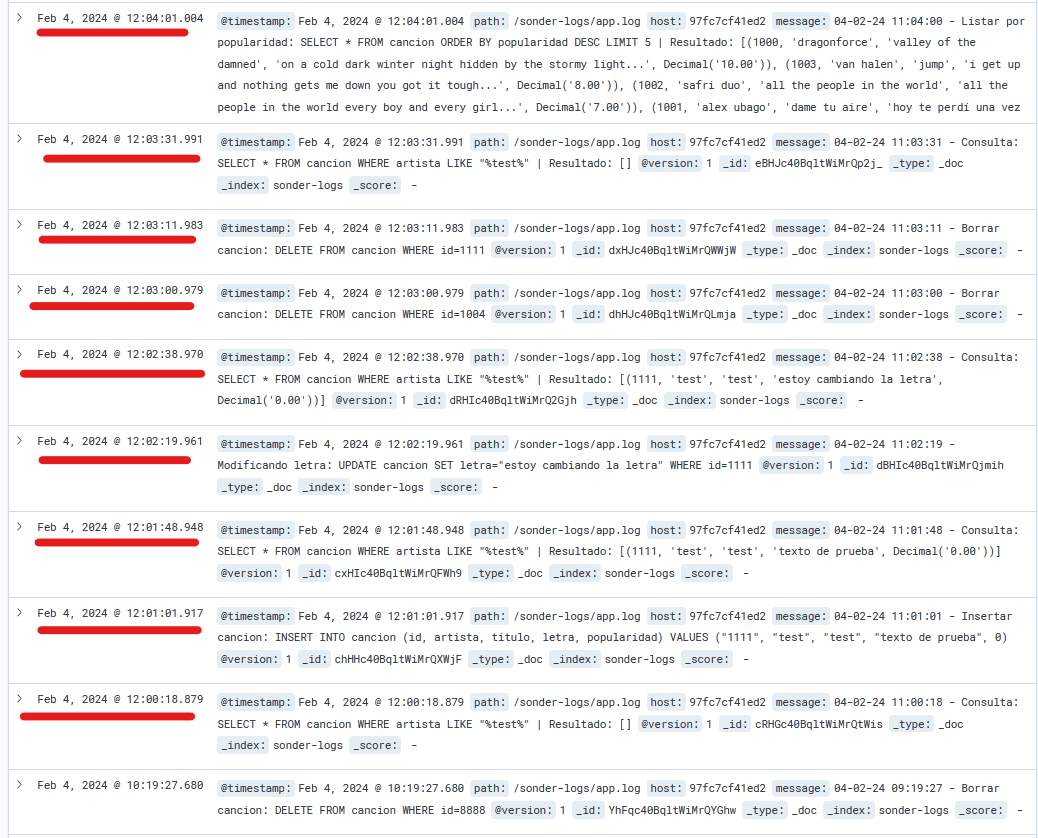 Feb 4, 2024 @ 12:04:01.004 @timestamp: Feb 4, 2024 @ 12:04:01.004 path: /sonder-logs/app.log host: 97fc7cf41ed2 message: 04-02-24 11:04:00 - Listar por
popularidad: SELECT * FROM cancion ORDER BY popularidad DESC LIMIT 5 | Resultado: [(1000, 'dragonforce', 'valley of the
damned', 'on a cold dark winter night hidden by the stormy light...', Decimal('10.00')), (1003, 'van halen', 'jump', 'i get up
and nothing gets me down you got it tough...', Decimal('8.00')), (1002, 'safri duo', 'all the people in the world', 'all the
people in the world every boy and every girl...', Decimal('7.00')), (1001, 'alex ubago', 'dame tu aire', 'hoy te perdí una vez
Feb 4, 2024 @ 12:03:31.991 @timestamp: Feb 4, 2024 @ 12:03:31.991 path: /sonder-logs/app.log host: 97fc7cf41ed2 message: 04-02-24 11:03:31 - Consulta:
SELECT * FROM cancion WHERE artista LIKE "%test%" | Resultado: [] @version: 1 _id: eBHJc40BqltWiMrQp2j_ _type: _doc
_index: sonder-logs _score: -
Feb 4, 2024 @ 12:03:11.983 @timestamp: Feb 4, 2024 @ 12:03:11.983 path: /sonder-logs/app.log host: 97fc7cf41ed2 message: 04-02-24 11:03:11 - Borrar
cancion: DELETE FROM cancion WHERE id=1111 @version: 1 _id: dxHJc40BqltWiMrQWWjW _type: _doc _index: sonder-logs _score: -
Feb 4, 2024 @ 12:03:00.979 @timestamp: Feb 4, 2024 @ 12:03:00.979 path: /sonder-logs/app.log host: 97fc7cf41ed2 message: 04-02-24 11:03:00 - Borrar
cancion: DELETE FROM cancion WHERE id=1004 @version: 1 _id: dhHJc40BqltWiMrQLmja _type: _doc _index: sonder-logs _score: -
Feb 4, 2024 @ 12:02:38.970 @timestamp: Feb 4, 2024 @ 12:02:38.970 path: /sonder-logs/app.log host: 97fc7cf41ed2 message: 04-02-24 11:02:38 - Consulta:
SELECT * FROM cancion WHERE artista LIKE "%test%" | Resultado: [(1111, 'test', 'test', 'estoy cambiando la letra',
Decimal('0.00'))] @version: 1 _id: dRHIc40BqltWiMrQ2Gjh _type: _doc _index: sonder-logs _score: -
Feb 4, 2024 @ 12:02:19.961 @timestamp: Feb 4, 2024 @ 12:02:19.961 path: /sonder-logs/app.log host: 97fc7cf41ed2 message: 04-02-24 11:02:19 -
Modificando letra: UPDATE cancion SET letra="estoy cambiando la letra" WHERE id=1111 @version: 1 _id: dBHIc40BqltWiMrQjmih
_type: _doc _index: sonder-logs _score: -
Feb 4, 2024 @ 12:01:48.948 @timestamp: Feb 4, 2024 @ 12:01:48.948 path: /sonder-logs/app.log host: 97fc7cf41ed2 message: 04-02-24 11:01:48 - Consulta:
SELECT * FROM cancion WHERE artista LIKE "%test%" | Resultado: [(1111, 'test', 'test', 'texto de prueba', Decimal('0.00'))]
@version: 1 _id: cxHIc40BqltWiMrQFWh9 _type: _doc _index: sonder-logs _score: -
Feb 4, 2024 @ 12:01:01.917 @timestamp: Feb 4, 2024 @ 12:01:01.917 path: /sonder-logs/app.log host: 97fc7cf41ed2 message: 04-02-24 11:01:01 - Insertar
cancion: INSERT INTO cancion (id, artista, titulo, letra, popularidad) VALUES ("1111", "test", "test", "texto de prueba", 0)
@version: 1 _id: chHHc40BqltWiMrQXWjF _type: _doc _index: sonder-logs _score: -
Feb 4, 2024 @ 12:00:18.879 @timestamp: Feb 4, 2024 @ 12:00:18.879 path: /sonder-logs/app.log host: 97fc7cf41ed2 message: 04-02-24 11:00:18 - Consulta:
SELECT * FROM cancion WHERE artista LIKE "%test%" | Resultado: [] @version: 1 _id: cRHGc40BqltWiMrQtWis _type: _doc
_index: sonder-logs _score: -
Feb 4, 2024 @ 10:19:27.680 @timestamp: Feb 4, 2024 @ 10:19:27.680 path: /sonder-logs/app.log host: 97fc7cf41ed2 message: 04-02-24 09:19:27 - Borrar
cancion: DELETE FROM cancion WHERE id=8888 @version: 1 _id: YhFqc40BqltWiMrQYGhw _type: _doc _index: sonder-logs _score: -